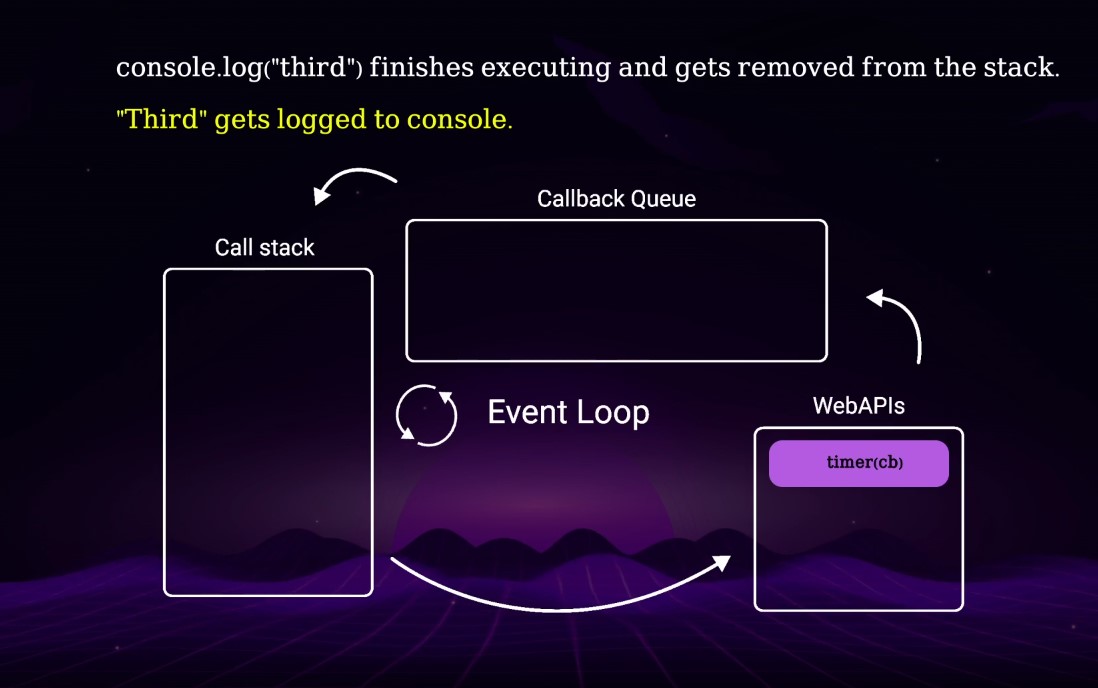 console.log("third") finishes executing and gets removed from the stack.
"Third" gets logged to console.
Callback Queue
Call stack
Event Loop
WebAPIs
timer(cb)